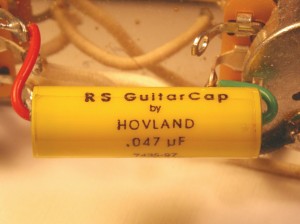 RS GuitarCap
by
HOVLAND
.047 µF